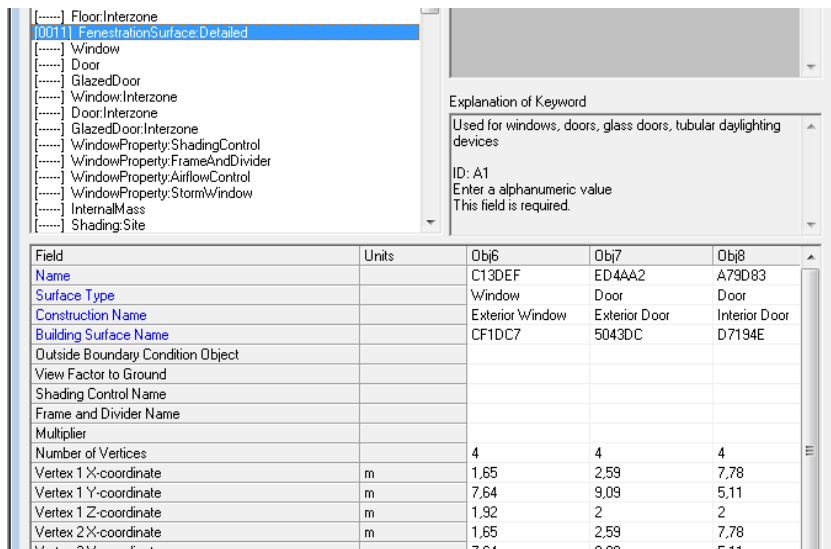 [------] Floor:Interzone
[0011] FenestrationSurface:Detailed
[------] Window
[------] Door
[------] GlazedDoor
[------] Window:Interzone
[------] Door:Interzone
[------] GlazedDoor:Interzone
[------] WindowProperty:ShadingControl
[------] WindowProperty:FrameAndDivider
[------] WindowProperty:AirflowControl
[------] WindowProperty:StormWindow
[------] InternalMass
[------] Shading:Site
Explanation of Keyword
Used for windows, doors, glass doors, tubular daylighting
devices
ID: A1
Enter a alphanumeric value
This field is required.
Field Units Obj6 Obj7 Obj8
Name C13DEF ED4AA2 A79D83
Surface Type Window Door Door
Construction Name Exterior Window Exterior Door Interior Door
Building Surface Name CF1DC7 5043DC D7194E
Outside Boundary Condition Object
View Factor to Ground
Shading Control Name
Frame and Divider Name
Multiplier
Number of Vertices 4 4 4
Vertex 1 X-coordinate m 1,65 2,59 7,78
Vertex 1 Y-coordinate m 7,64 9,09 5,11
Vertex 1 Z-coordinate m 1,92 2 2
Vertex 2 X-coordinate m 1,65 2,59 7,78